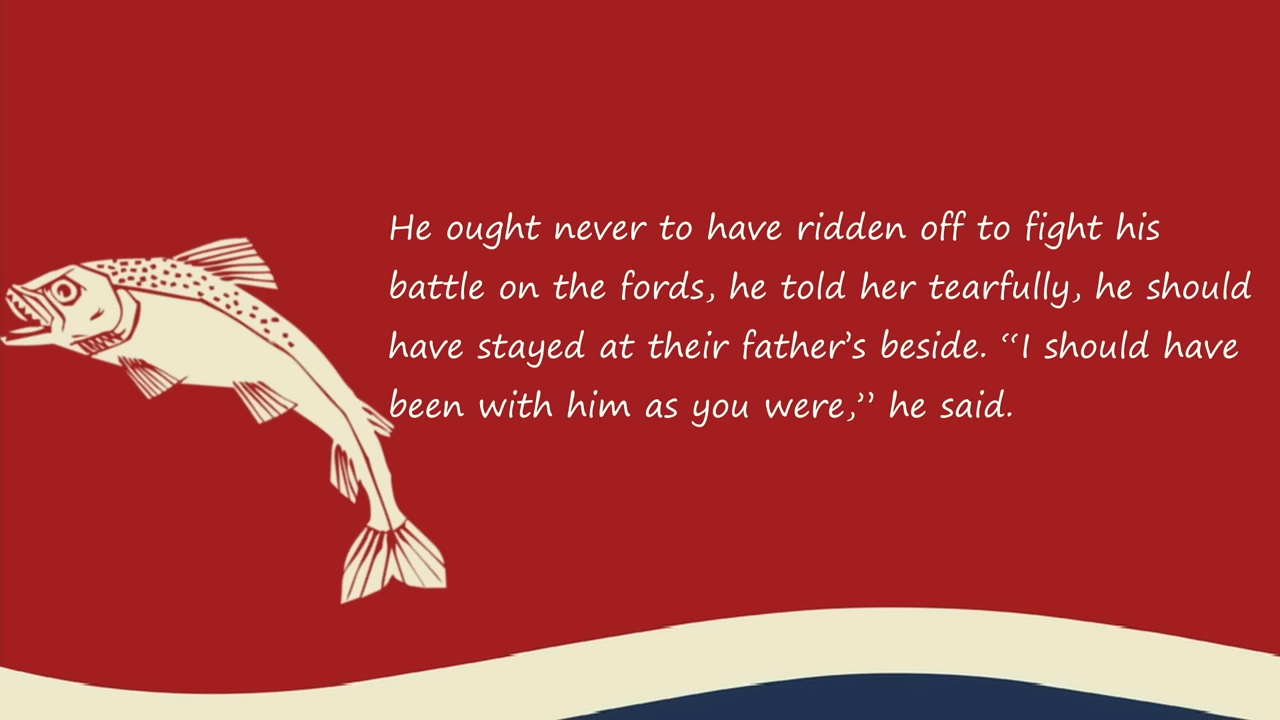 He ought never to have ridden off to fight his
battle on the fords, he told her tearfully, he should
have stayed at their father’s beside. “I should have
been with him as you were,” he said.